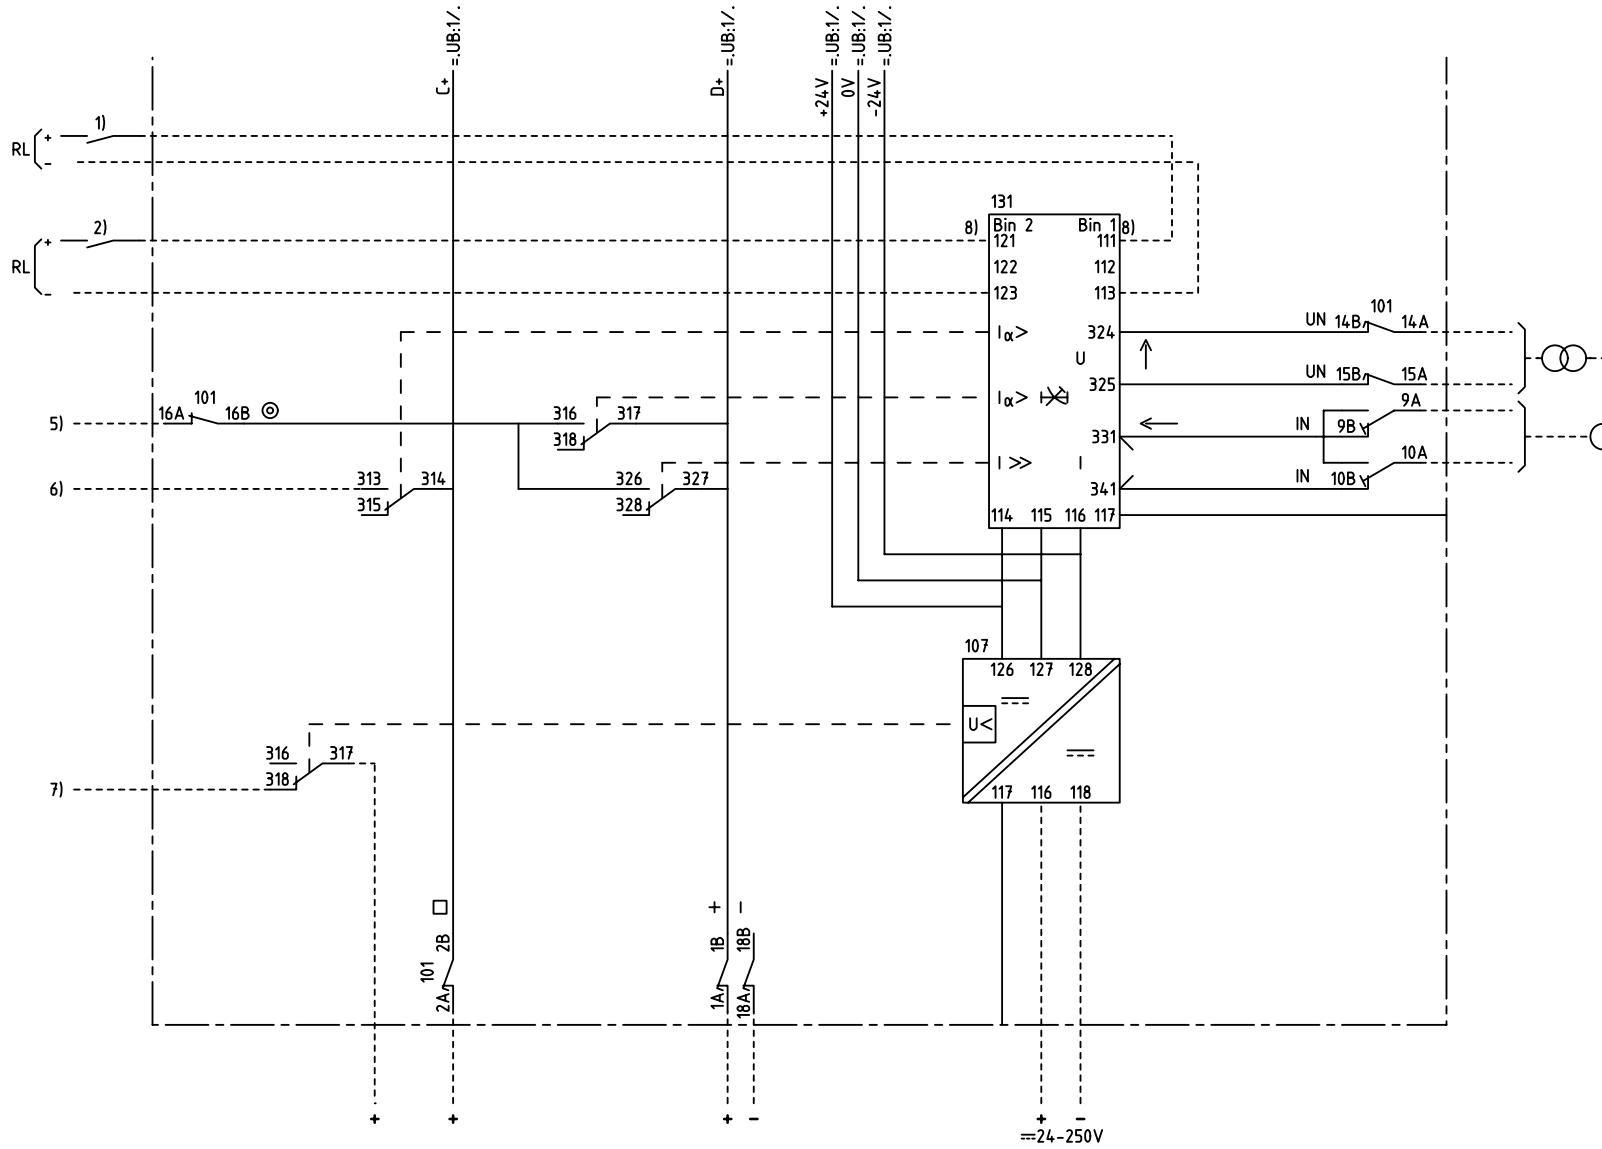 =.UB:1/.
=.UB:1/.
=.UB:1/.
=.UB:1/.
=.UB:1/.
C+
D+
+24V
0V
-24V
1)
RL + -
131
2)
8) Bin 2 Bin 1 8)
121 111
RL + -
122 112
123 113
Iα> 324
UN 14B 101 14A
U
325 UN 15B 15A
Iα>
9A
101
5) 16A 16B 316 317
318
331 IN 9B
I >> I
10A
6) 313 314 326 327
315 328
341 IN 10B
114 115 116 117
107
126 127 128
U<
316 317
7) 318
117 116 118
+ -
2B 1B 18B
101
2A 1A 18A
+ + + - + -
24-250V